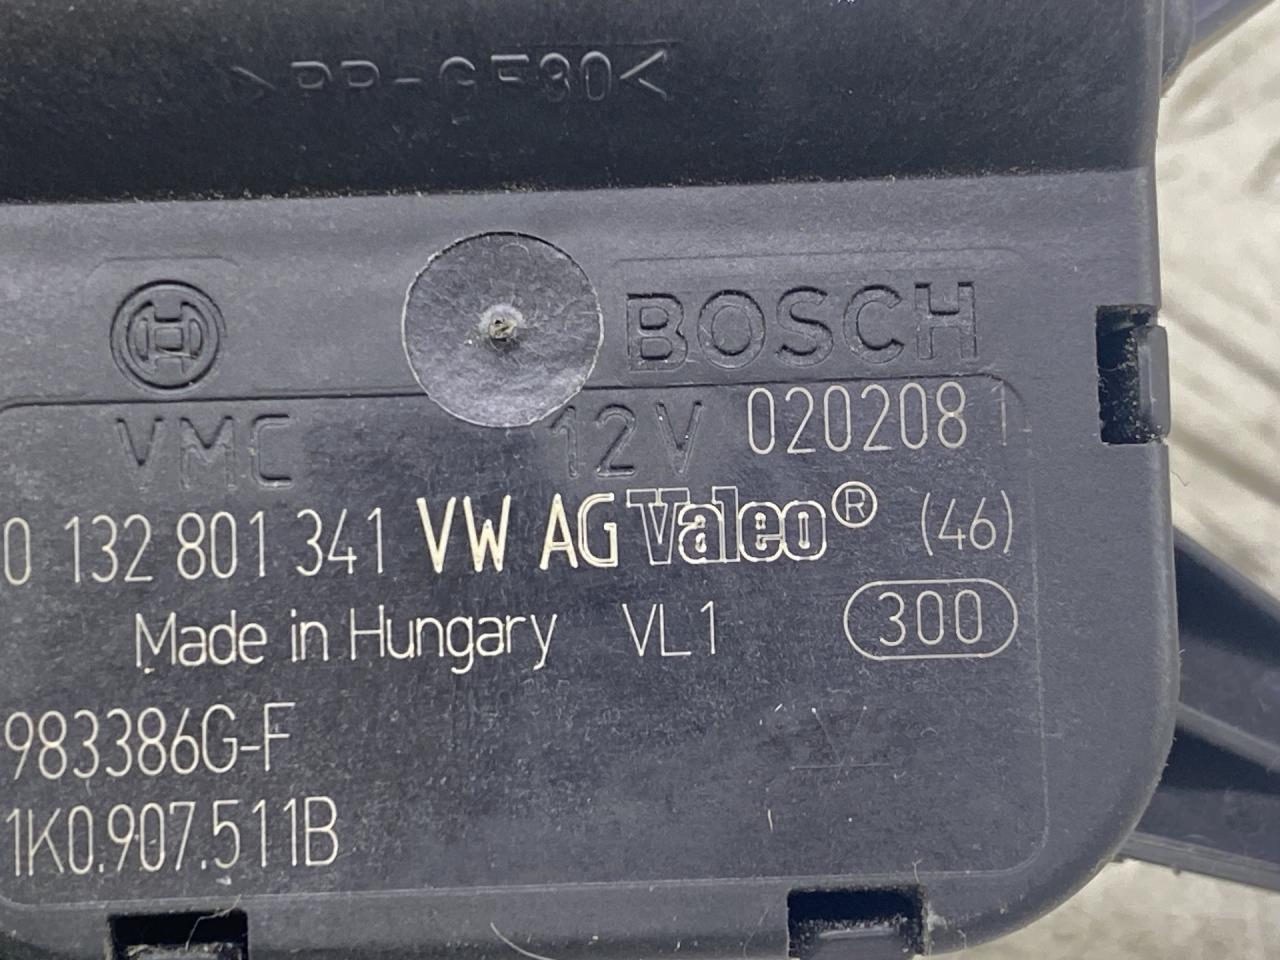 >PP-GF30<
BOSCH
VMC 12V 020208 1
0 132 801 341 VW AG Valeo® (46)
Made in Hungary VL1 300
983386G-F
1K0.907.511B